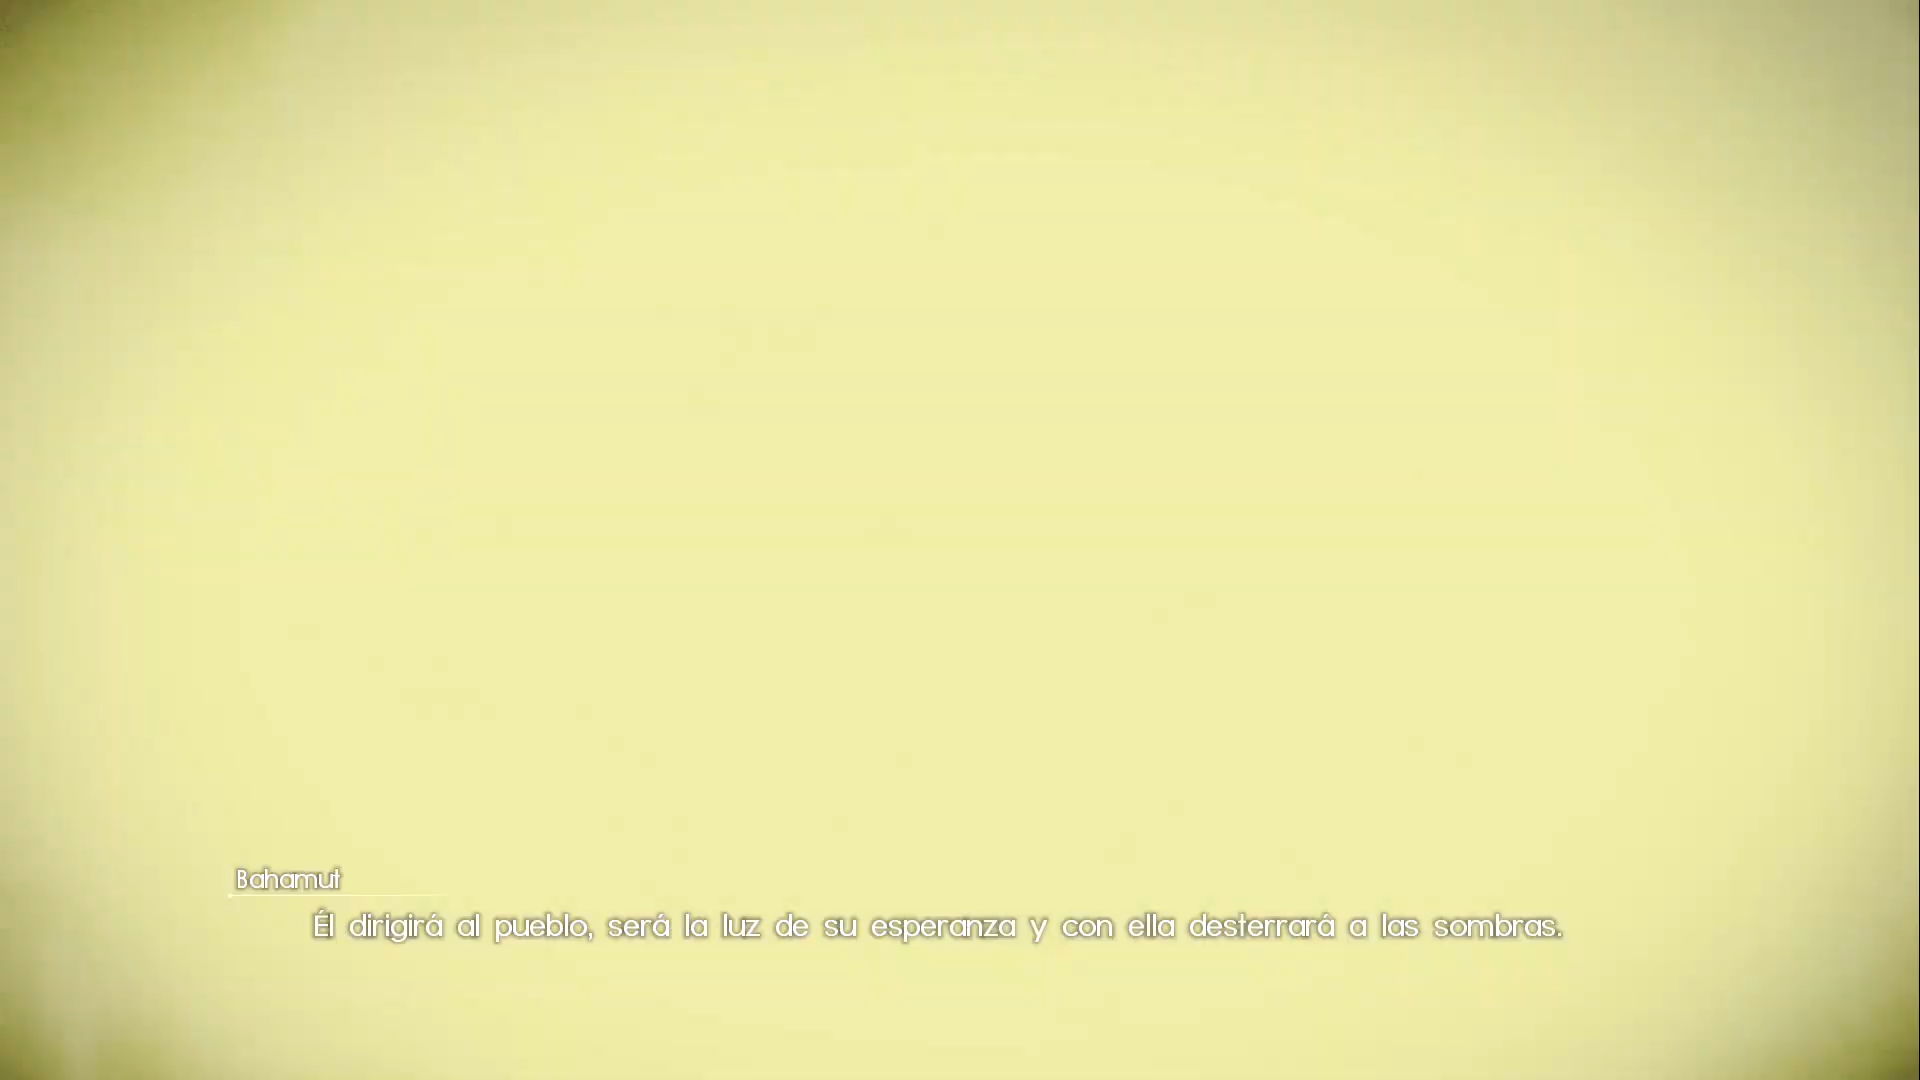 Bahamut
Él dirigirá al pueblo, será la luz de su esperanza y con ella desterrará a las sombras.